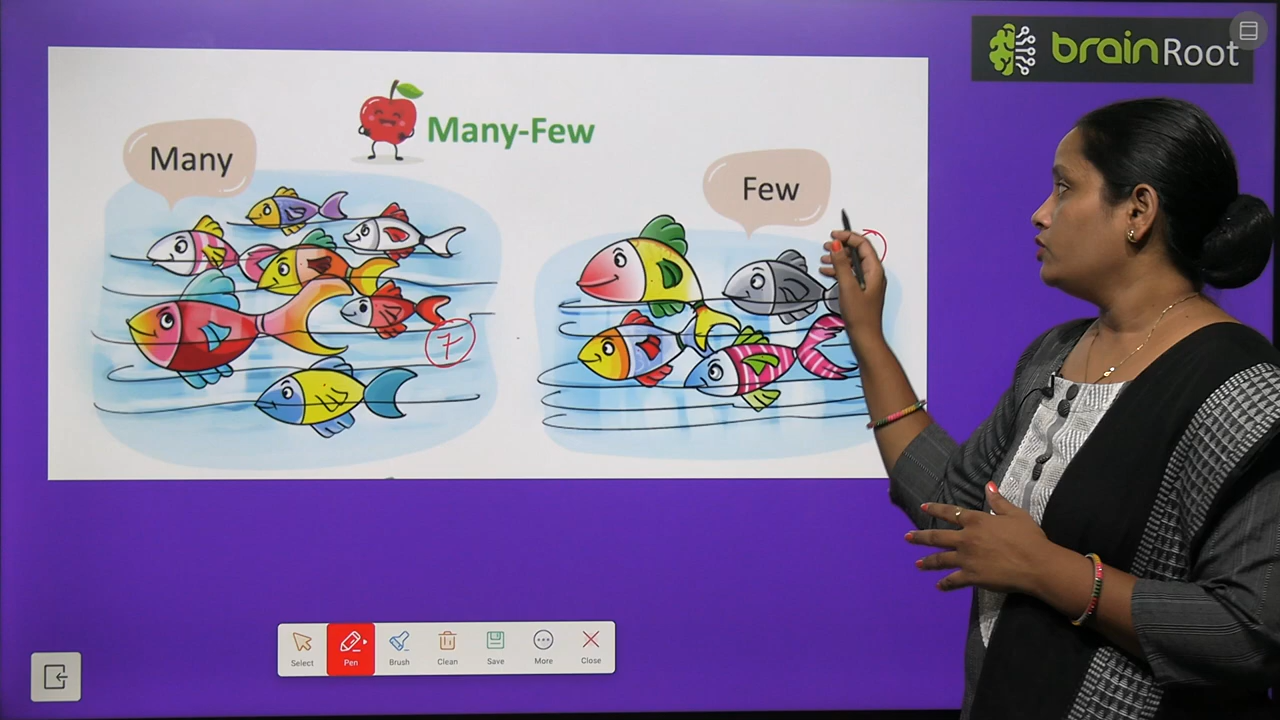 brainRoot
Many-Few
Many
Few
7
Select
Pen
Brush
Clean
Save
More
Close